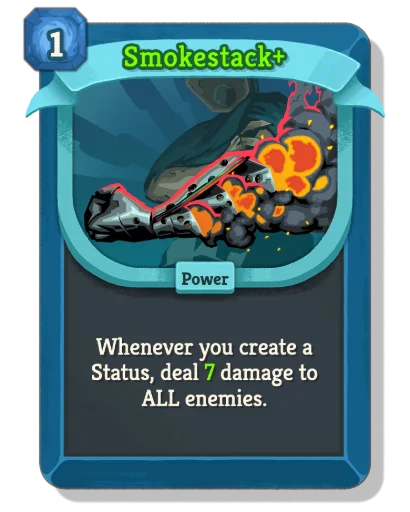 1
Smokestack+
Power
Whenever you create a
Status, deal 7 damage to
ALL enemies.